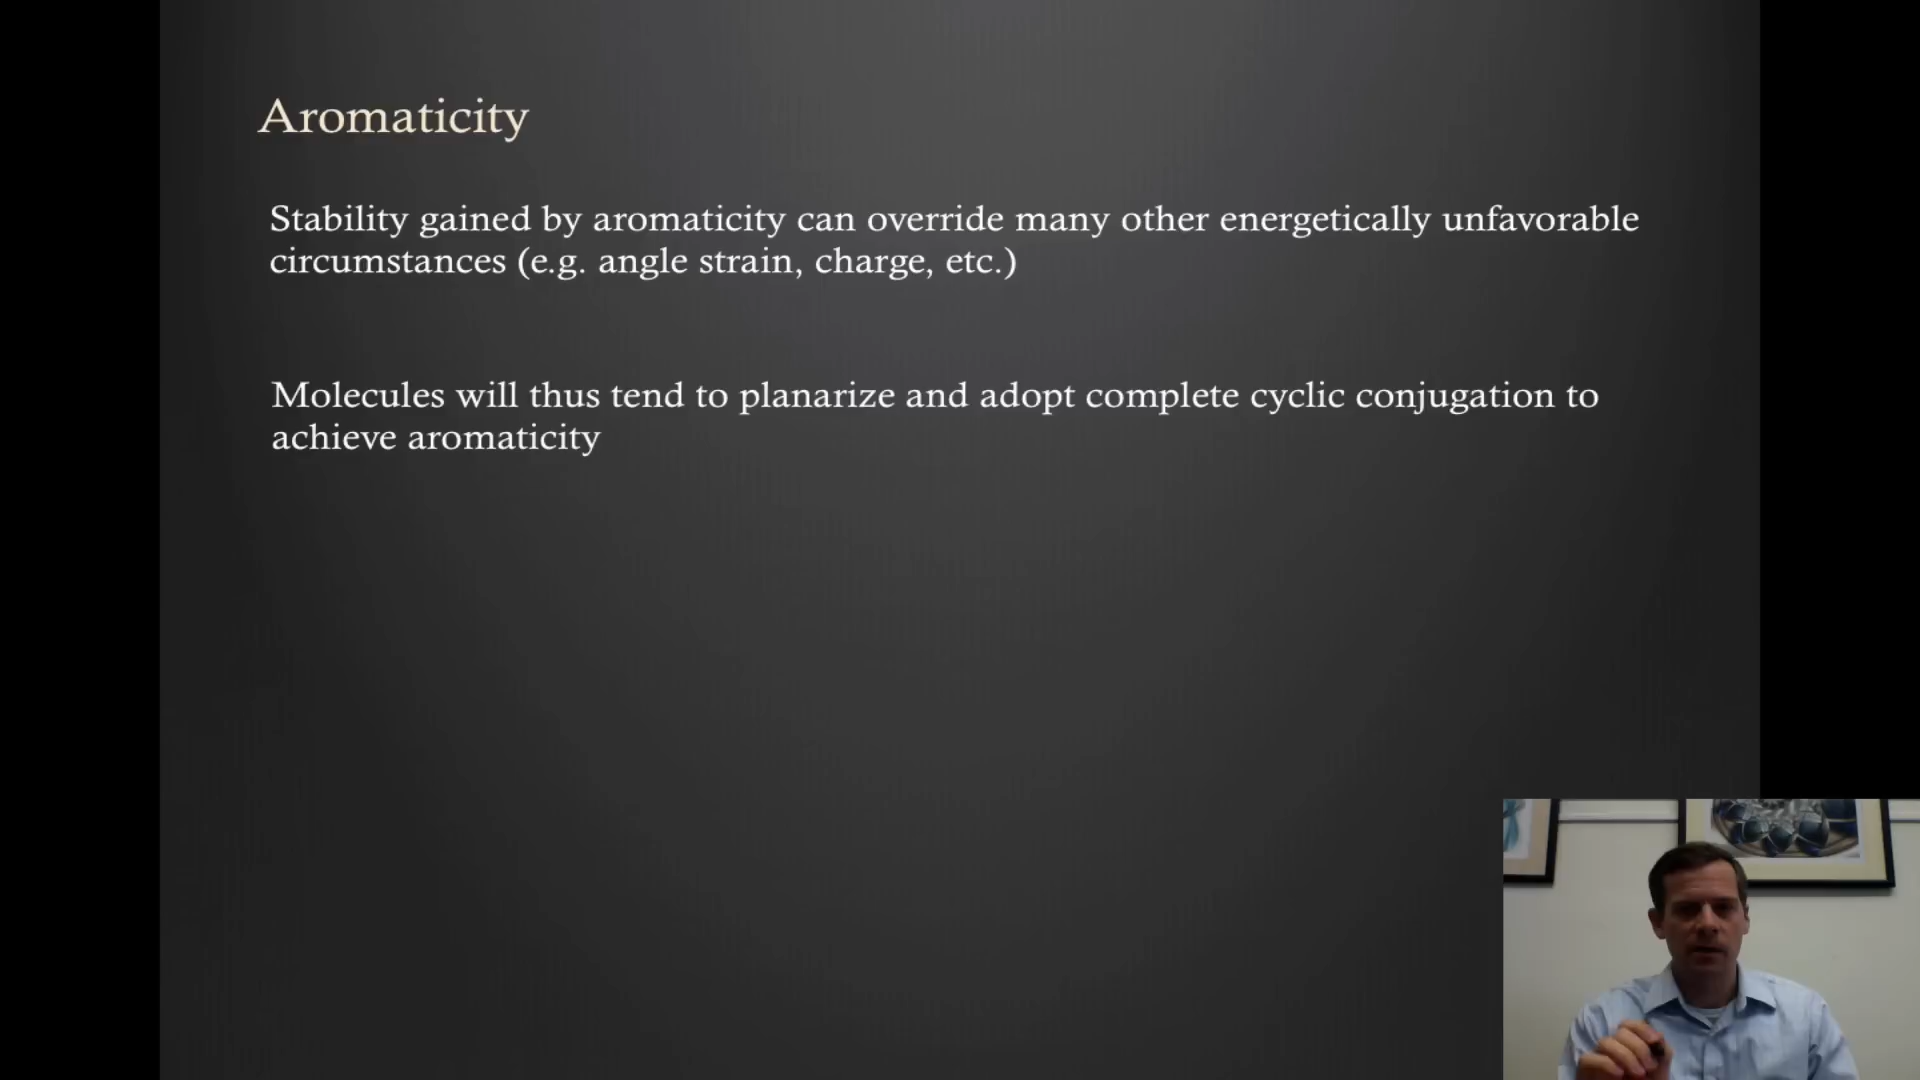 Aromaticity
Stability gained by aromaticity can override many other energetically unfavorable
circumstances (e.g. angle strain, charge, etc.)
Molecules will thus tend to planarize and adopt complete cyclic conjugation to
achieve aromaticity